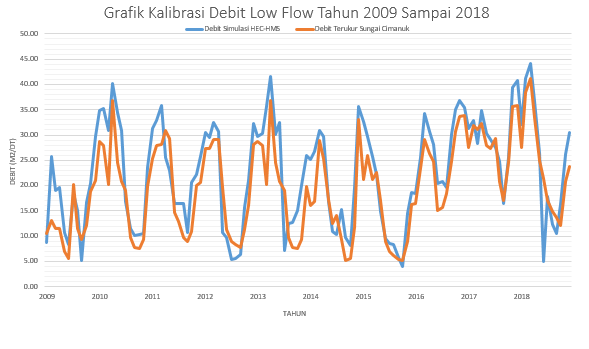 Grafik Kalibrasi Debit Low Flow Tahun 2009 Sampai 2018
Debit Simulasi HEC-HMS Debit Terukur Sungai Cimanuk
50.00
45.00
40.00
35.00
30.00
25.00
20.00
15.00
10.00
5.00
0.00
DEBIT (M2/DT)
2009 2010 2011 2012 2013 2014 2015 2016 2017 2018
TAHUN